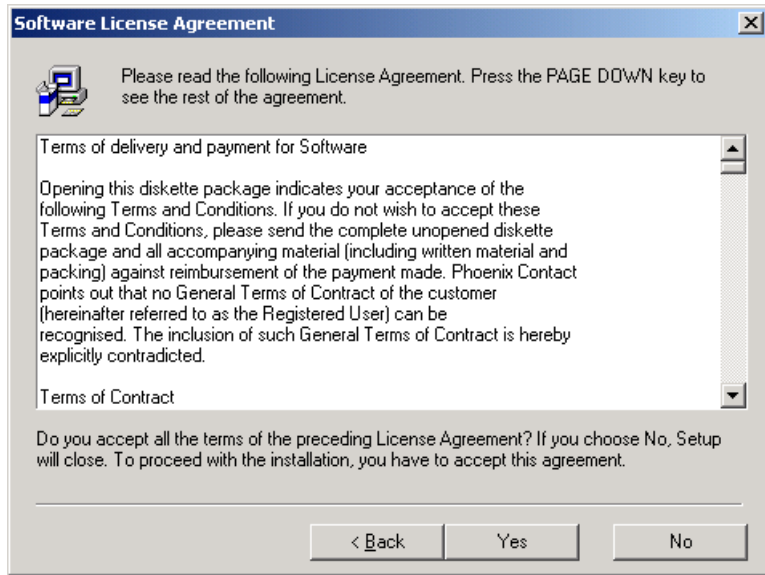 Software License Agreement
Please read the following License Agreement. Press the PAGE DOWN key to
see the rest of the agreement.
Terms of delivery and payment for Software
Opening this diskette package indicates your acceptance of the
following Terms and Conditions. If you do not wish to accept these
Terms and Conditions, please send the complete unopened diskette
package and all accompanying material (including written material and
packing) against reimbursement of the payment made. Phoenix Contact
points out that no General Terms of Contract of the customer
(hereinafter referred to as the Registered User) can be
recognised. The inclusion of such General Terms of Contract is hereby
explicitly contradicted.
Terms of Contract
Do you accept all the terms of the preceding License Agreement? If you choose No, Setup
will close. To proceed with the installation, you have to accept this agreement.
< Back
Yes
No